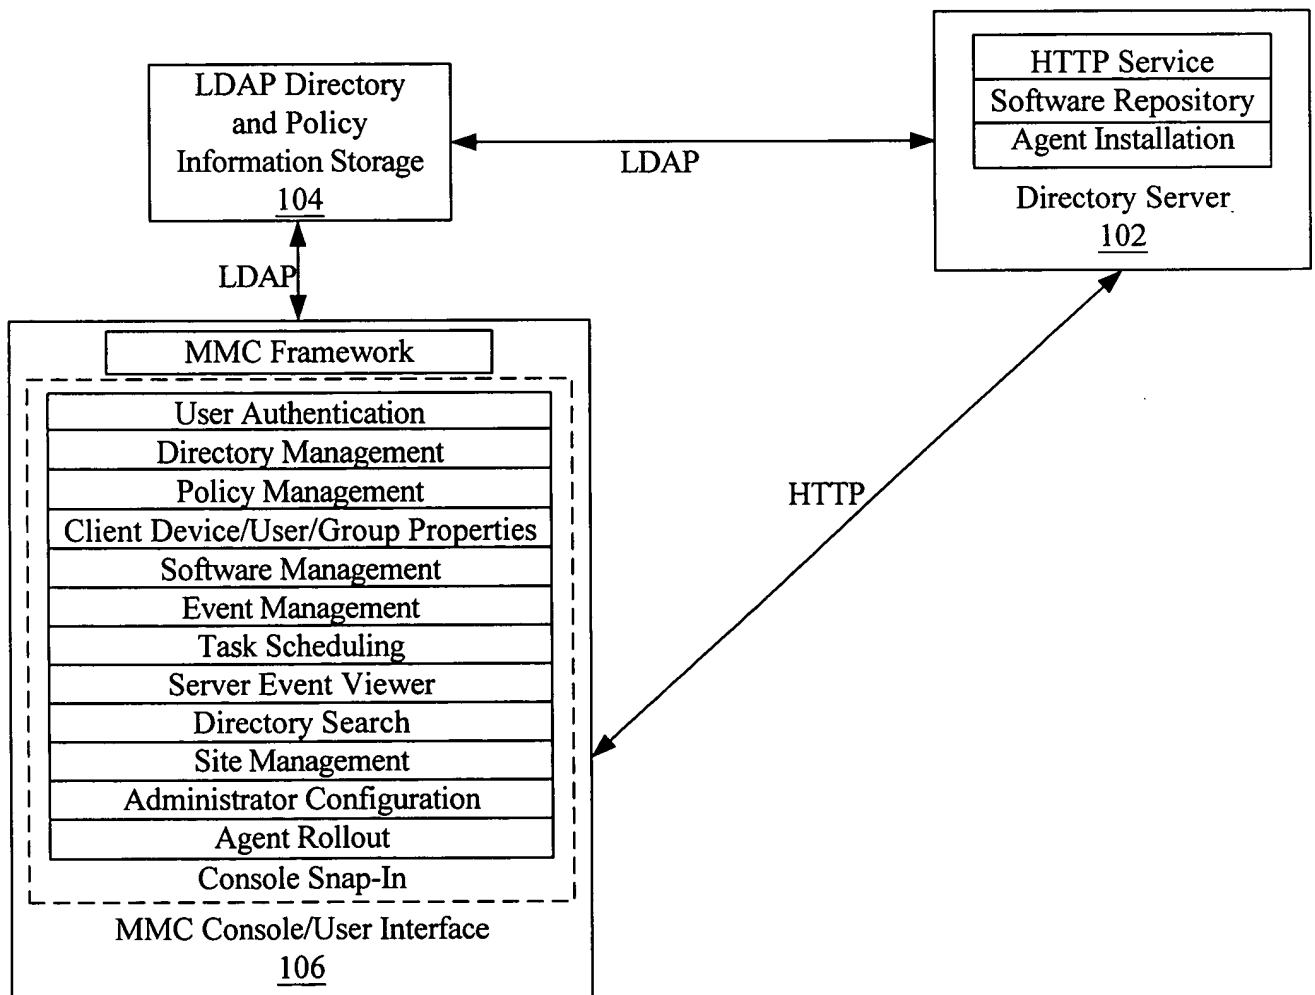 LDAP Directory
and Policy
Information Storage
104
LDAP
HTTP Service
Software Repository
Agent Installation
Directory Server
102
LDAP
MMC Framework
User Authentication
Directory Management
Policy Management
Client Device/User/Group Properties
Software Management
Event Management
Task Scheduling
Server Event Viewer
Directory Search
Site Management
Administrator Configuration
Agent Rollout
Console Snap-In
MMC Console/User Interface
106
HTTP